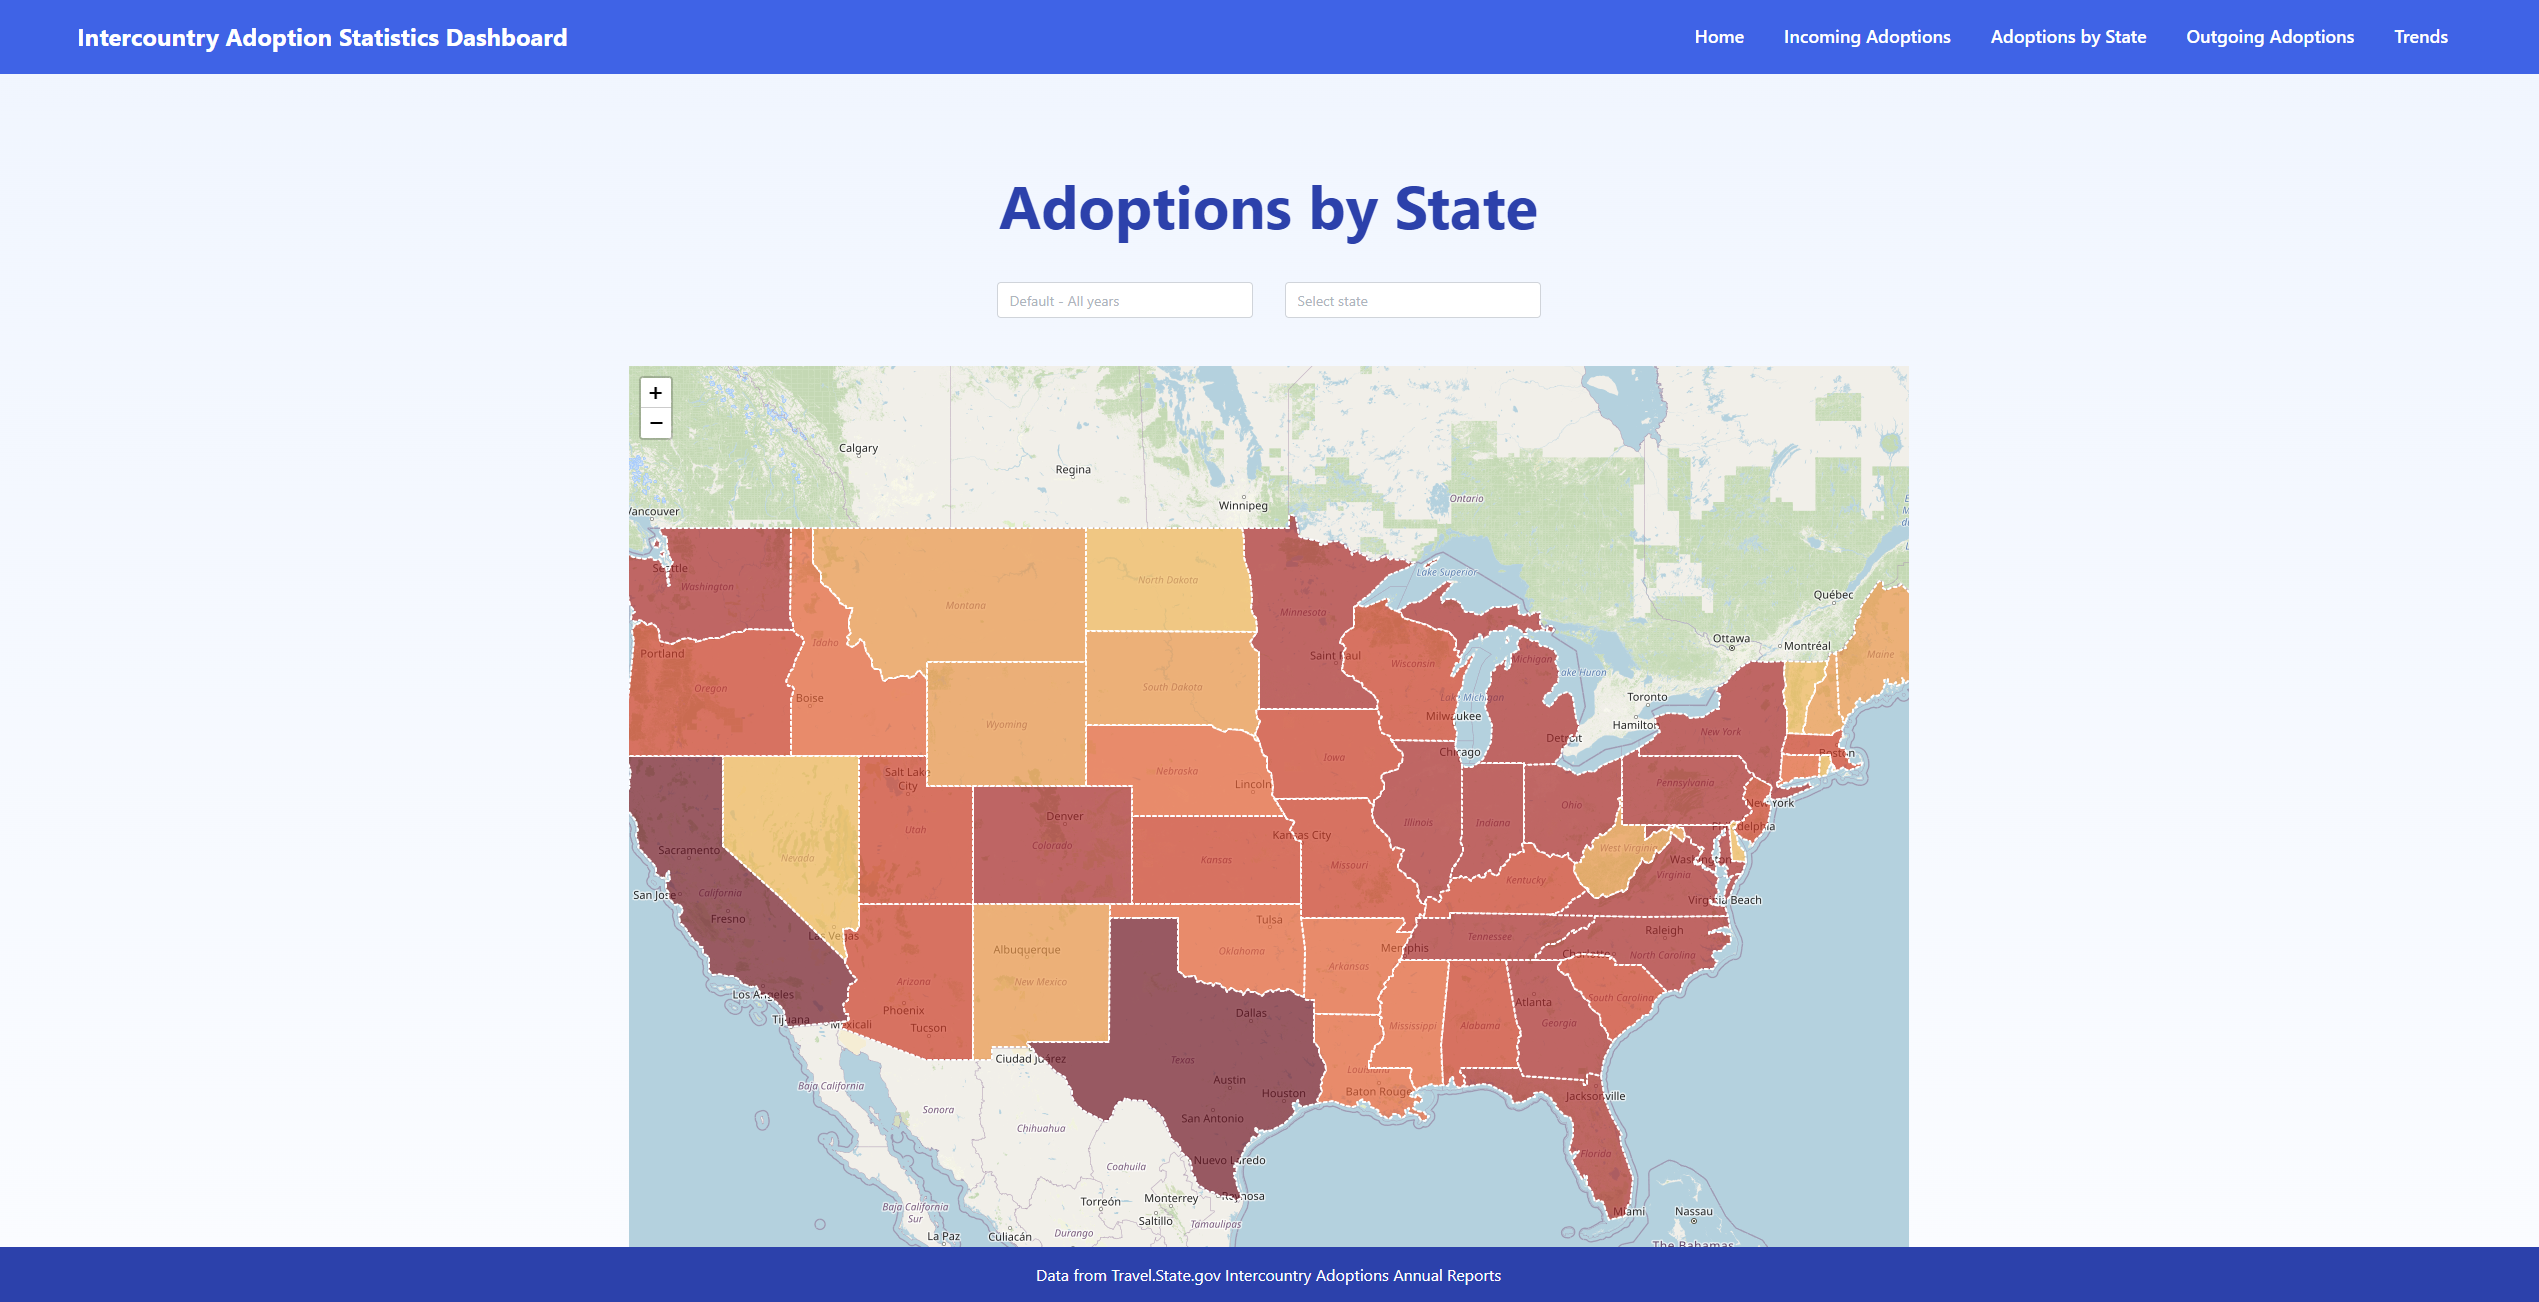 Intercountry Adoption Statistics Dashboard
Home
Incoming Adoptions
Adoptions by State
Outgoing Adoptions
Trends
Adoptions by State
Default - All years
Select state
+
−
Calgary
Regina
Winnipeg
Ontario
Vancouver
Seattle
Washington
Montana
North Dakota
Lake Superior
Minnesota
Québec
Portland
Idaho
Saint Paul
Wisconsin
Michigan
Lake Huron
Ottawa
Montréal
Maine
Oregon
Boise
South Dakota
Lake Michigan
Toronto
Wyoming
Milwaukee
Hamilton
New York
Detroit
Chicago
Boston
Salt Lake
City
Nebraska
Lincoln
Iowa
Pennsylvania
New York
Ohio
Denver
Utah
Colorado
Kansas City
Illinois
Indiana
Philadelphia
Sacramento
Nevada
Kansas
Missouri
West Virginia
Washington
Virginia
Kentucky
San Jose
California
Virginia Beach
Fresno
Las Vegas
Albuquerque
Tulsa
Oklahoma
Memphis
Tennessee
Raleigh
Charlotte
North Carolina
Arkansas
Los Angeles
Arizona
New Mexico
South Carolina
Atlanta
Phoenix
Dallas
Tijuana
Mexicali
Tucson
Mississippi
Alabama
Georgia
Ciudad Juárez
Texas
Louisiana
Austin
Houston
Baton Rouge
Jacksonville
Baja California
Sonora
San Antonio
Chihuahua
Florida
Nuevo Laredo
Coahuila
Reynosa
Torreón
Monterrey
Baja California
Sur
Saltillo
Tamaulipas
Miami
Nassau
La Paz
Culiacán
Durango
The Bahamas
Data from Travel.State.gov Intercountry Adoptions Annual Reports